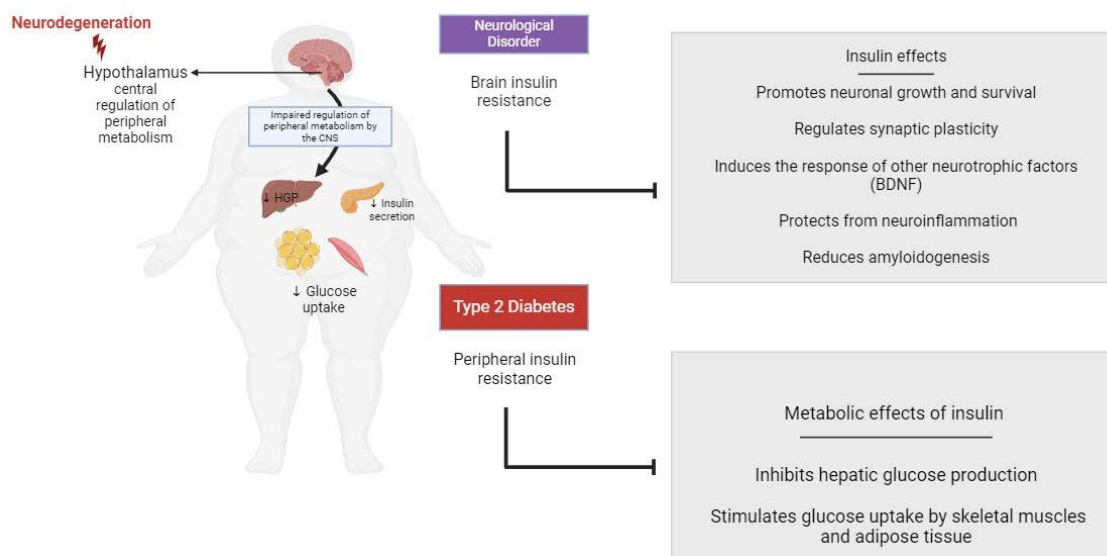 Neurodegeneration
Hypothalamus
central
regulation of
peripheral
metabolism
Impaired regulation of
peripheral metabolism by
the CNS
↓ HGP
↓ Insulin
secretion
↓ Glucose
uptake
Neurological
Disorder
Brain insulin
resistance
Insulin effects
Promotes neuronal growth and survival
Regulates synaptic plasticity
Induces the response of other neurotrophic factors
(BDNF)
Protects from neuroinflammation
Reduces amyloidogenesis
Type 2 Diabetes
Peripheral insulin
resistance
Metabolic effects of insulin
Inhibits hepatic glucose production
Stimulates glucose uptake by skeletal muscles
and adipose tissue